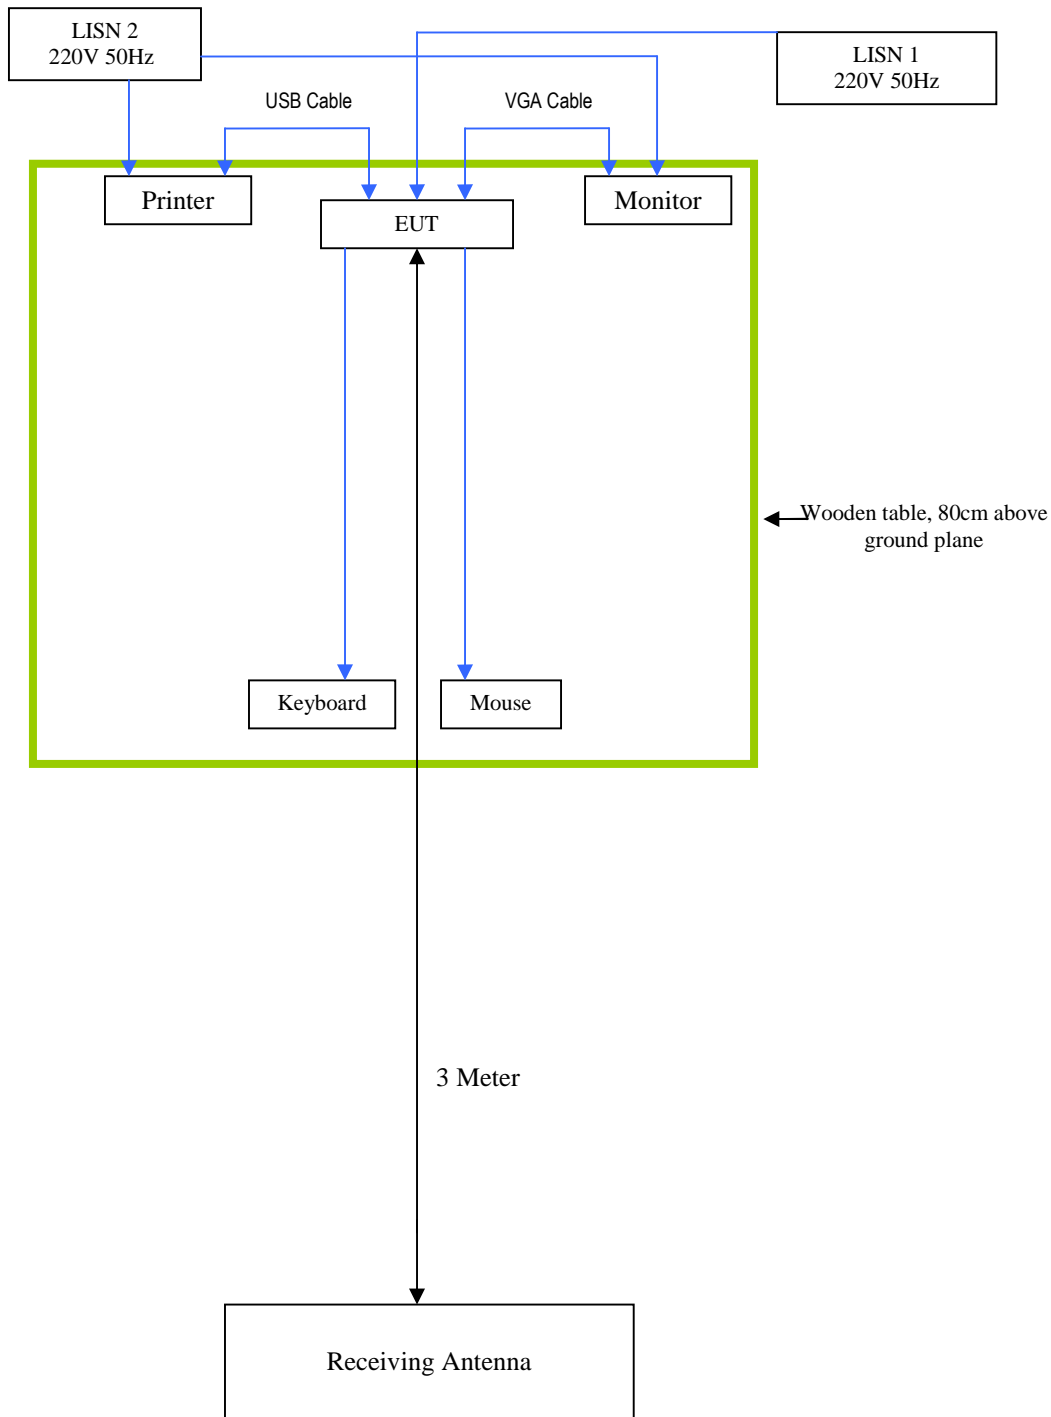 LISN 2
220V 50Hz
LISN 1
220V 50Hz
USB Cable
VGA Cable
Printer
EUT
Monitor
Wooden table, 80cm above
ground plane
Keyboard
Mouse
3 Meter
Receiving Antenna